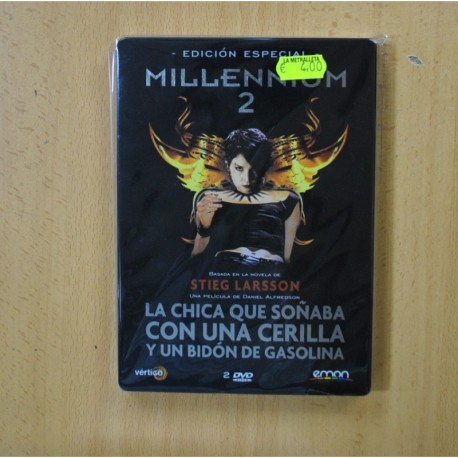 - EDICIÓN ESPECIAL
LA METRALLETA
€ 4,00
MILLENNIUM
2
BASADA EN LA NOVELA DE
STIEG LARSSON
UNA PELÍCULA DE DANIEL ALFREDSON
LA CHICA QUE SOÑABA
CON UNA CERILLA
Y UN BIDÓN DE GASOLINA
vértigo
2 DVD
emon